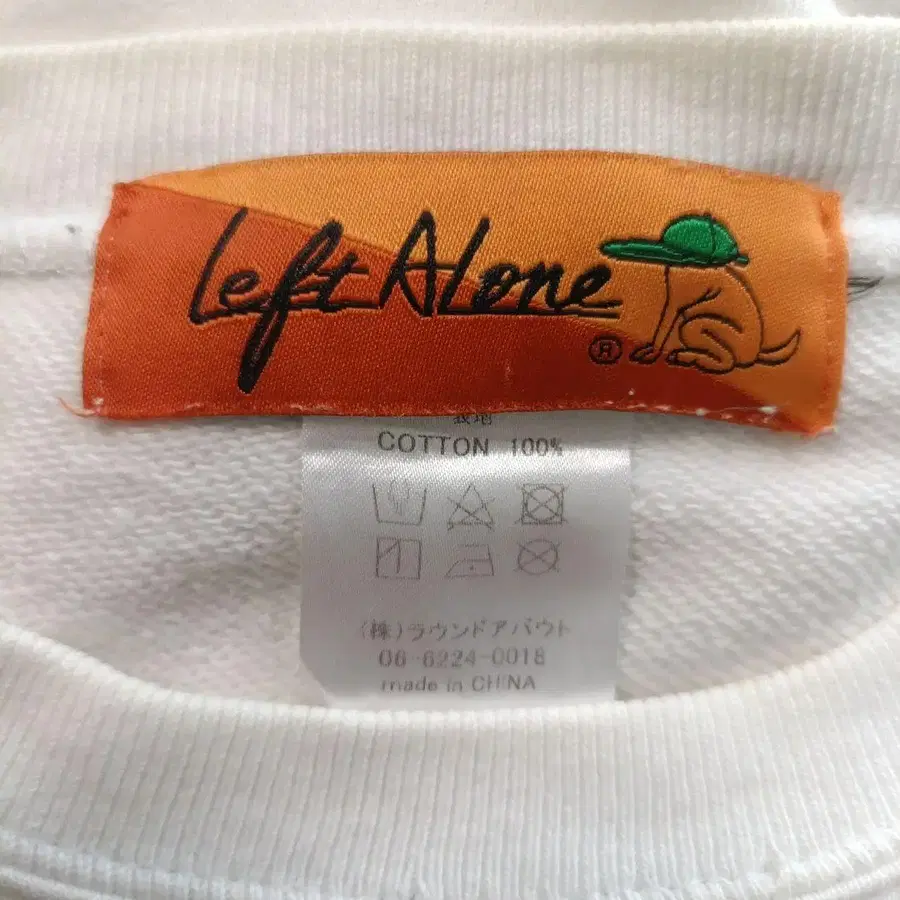 Left Alone
®
COTTON 100%
(株)ラウンドアバウト
06-6224-0018
made in CHINA